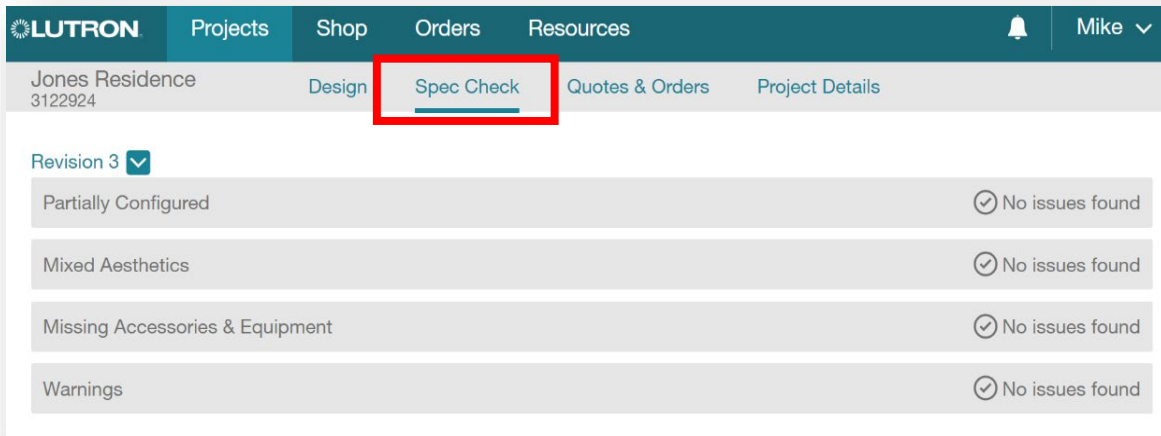 LUTRON. Projects Shop Orders Resources Mike
Jones Residence
3122924
Design Spec Check Quotes & Orders Project Details
Revision 3
Partially Configured No issues found
Mixed Aesthetics No issues found
Missing Accessories & Equipment No issues found
Warnings No issues found